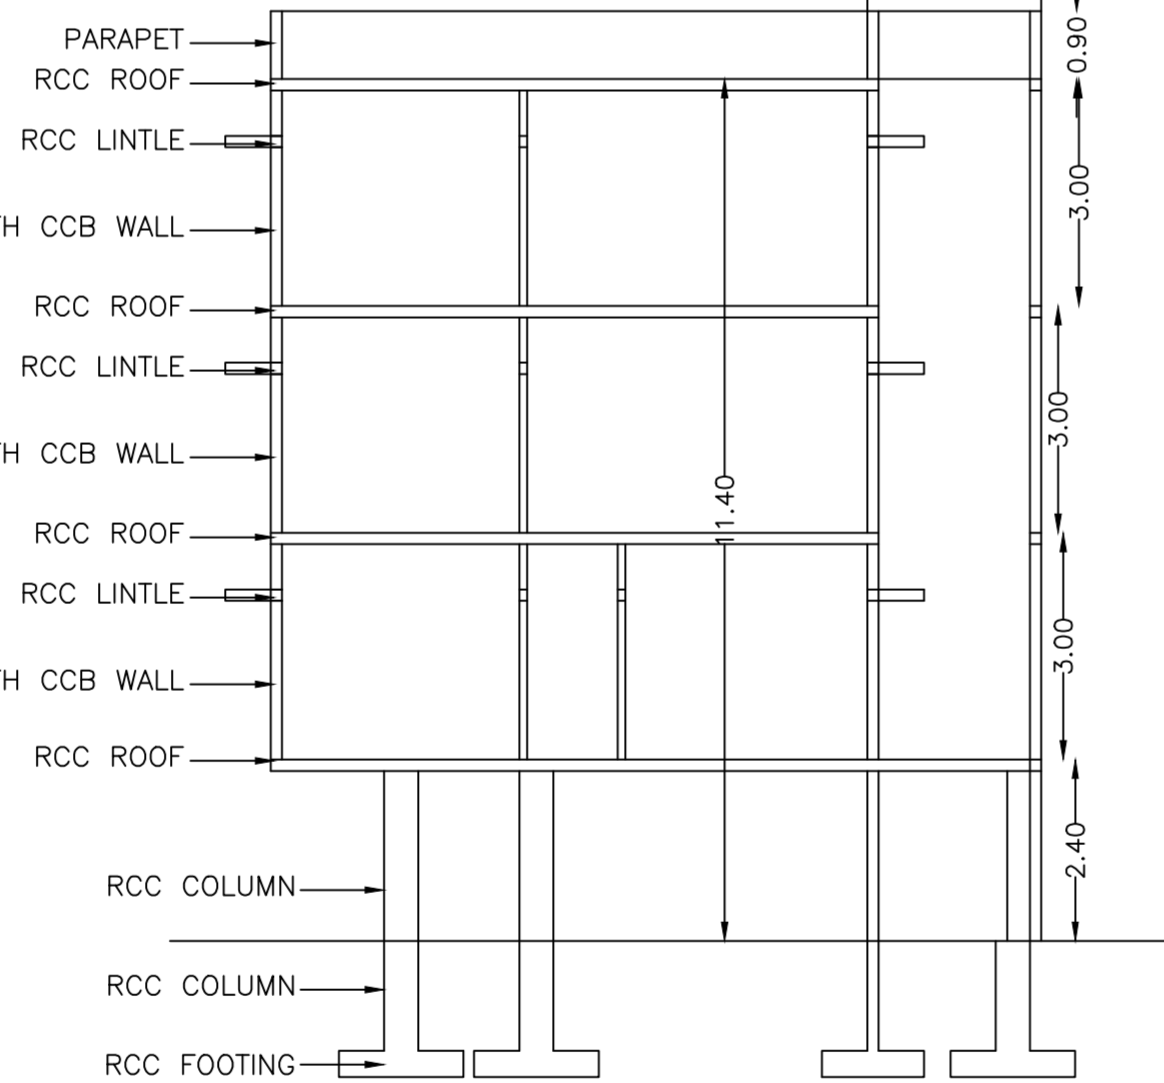 PARAPET
0.90
RCC ROOF
RCC LINTLE
3.00
CCB WALL
RCC ROOF
RCC LINTLE
3.00
CCB WALL
11.40
RCC ROOF
RCC LINTLE
3.00
CCB WALL
RCC ROOF
2.40
RCC COLUMN
RCC COLUMN
RCC FOOTING